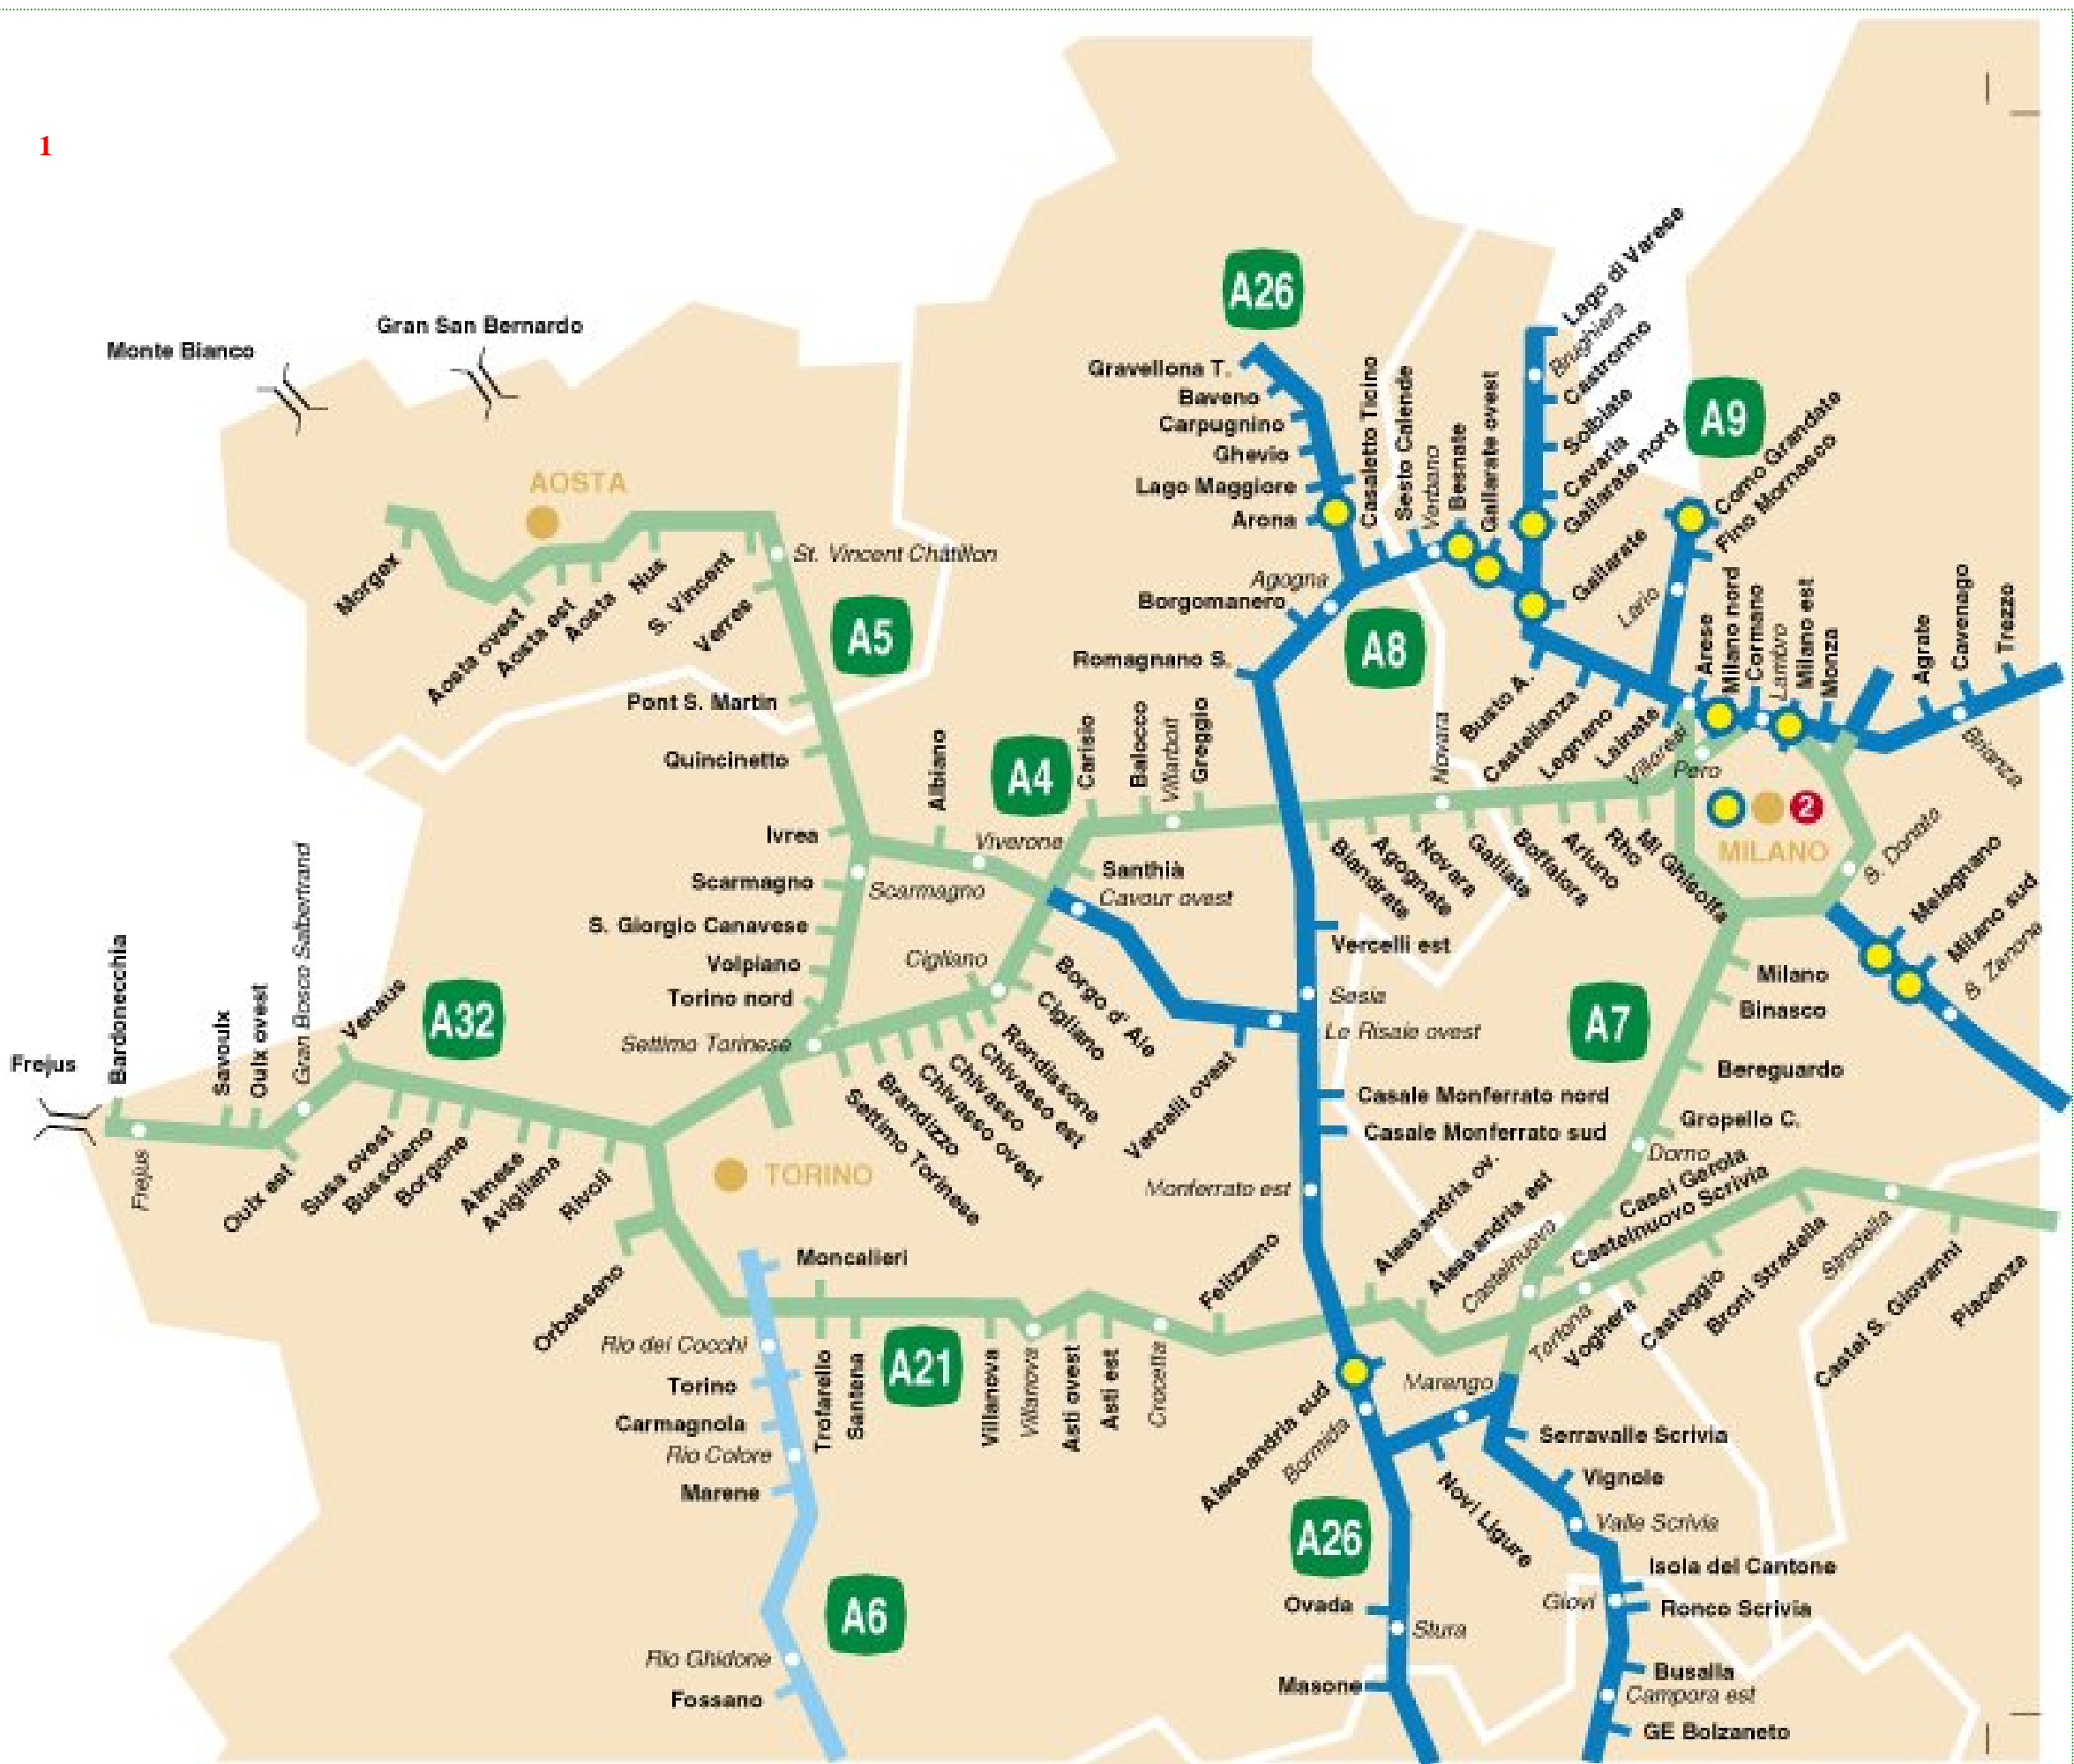 1
Monte Bianco
Gran San Bernardo
AOSTA
Morgex
Aosta ovest
Aosta est
Aosta
Nus
S. Vincent
Verres
St. Vincent Châtillon
A5
Pont S. Martin
Quincinetto
Ivrea
Scarmagno
Scarmagno
S. Giorgio Canavese
Volpiano
Torino nord
Settimo Torinese
Albiano
Viverone
A4
Carisio
Balocco
Villarboit
Greggio
Santhià
Cavour ovest
Cigliano
Borgo d' Ale
Cigliano
Rondissone
Chivasso est
Chivasso
Chivasso ovest
Brandizzo
Settimo Torinese
A26
Gravellona T.
Baveno
Carpugnino
Ghevio
Lago Maggiore
Arona
Casaletto Ticino
Sesto Calende
Verbano
Besnate
Gallarate ovest
Agogna
Borgomanero
Romagnano S.
A8
Lago di Varese
Brughiera
Castronno
Solbiate
Cavaria
Gallarate nord
Gallarate
A9
Como Grandate
Fino Mornasco
Lario
Arese
Milano nord
Cormano
Lambro
Milano est
Monza
Agrate
Cavenago
Trezzo
Brianza
Busto A.
Castellanza
Legnano
Lainate
Villoresi
Pero
Novara
Biandrate
Agognate
Novara
Galliate
Boffalora
Arluno
Rho
Mi Ghisolfa
2
MILANO
S. Donato
Melegnano
Milano sud
S. Zenone
Frejus
Bardonecchia
Savoulx
Oulx ovest
Gran Bosco Salbertrand
Venaus
A32
Frejus
Oulx est
Susa ovest
Bussoleno
Borgone
Almese
Avigliana
Rivoli
TORINO
Orbassano
Vercelli est
Sesia
Le Risaie ovest
Vercelli ovest
Casale Monferrato nord
Casale Monferrato sud
Monferrato est
A7
Milano
Binasco
Bereguardo
Gropello C.
Dorno
Casei Gerola
Castelnuovo Scrivia
Castelnuovo
Moncalieri
Rio dei Cocchi
Torino
Carmagnola
Rio Colore
Marene
A6
Rio Ghidone
Fossano
Trofarello
Santena
A21
Villanova
Villanova
Asti ovest
Asti est
Crocetta
Felizzano
Alessandria ov.
Alessandria est
Tortona
Voghera
Casteggio
Broni Stradella
Stradella
Castel S. Giovanni
Piacenza
Alessandria sud
Bormida
Marengo
Novi Ligure
Serravalle Scrivia
Vignole
Valle Scrivia
Isola del Cantone
Giovi
Ronco Scrivia
Busalla
Campora est
GE Bolzaneto
A26
Ovada
Stura
Masone